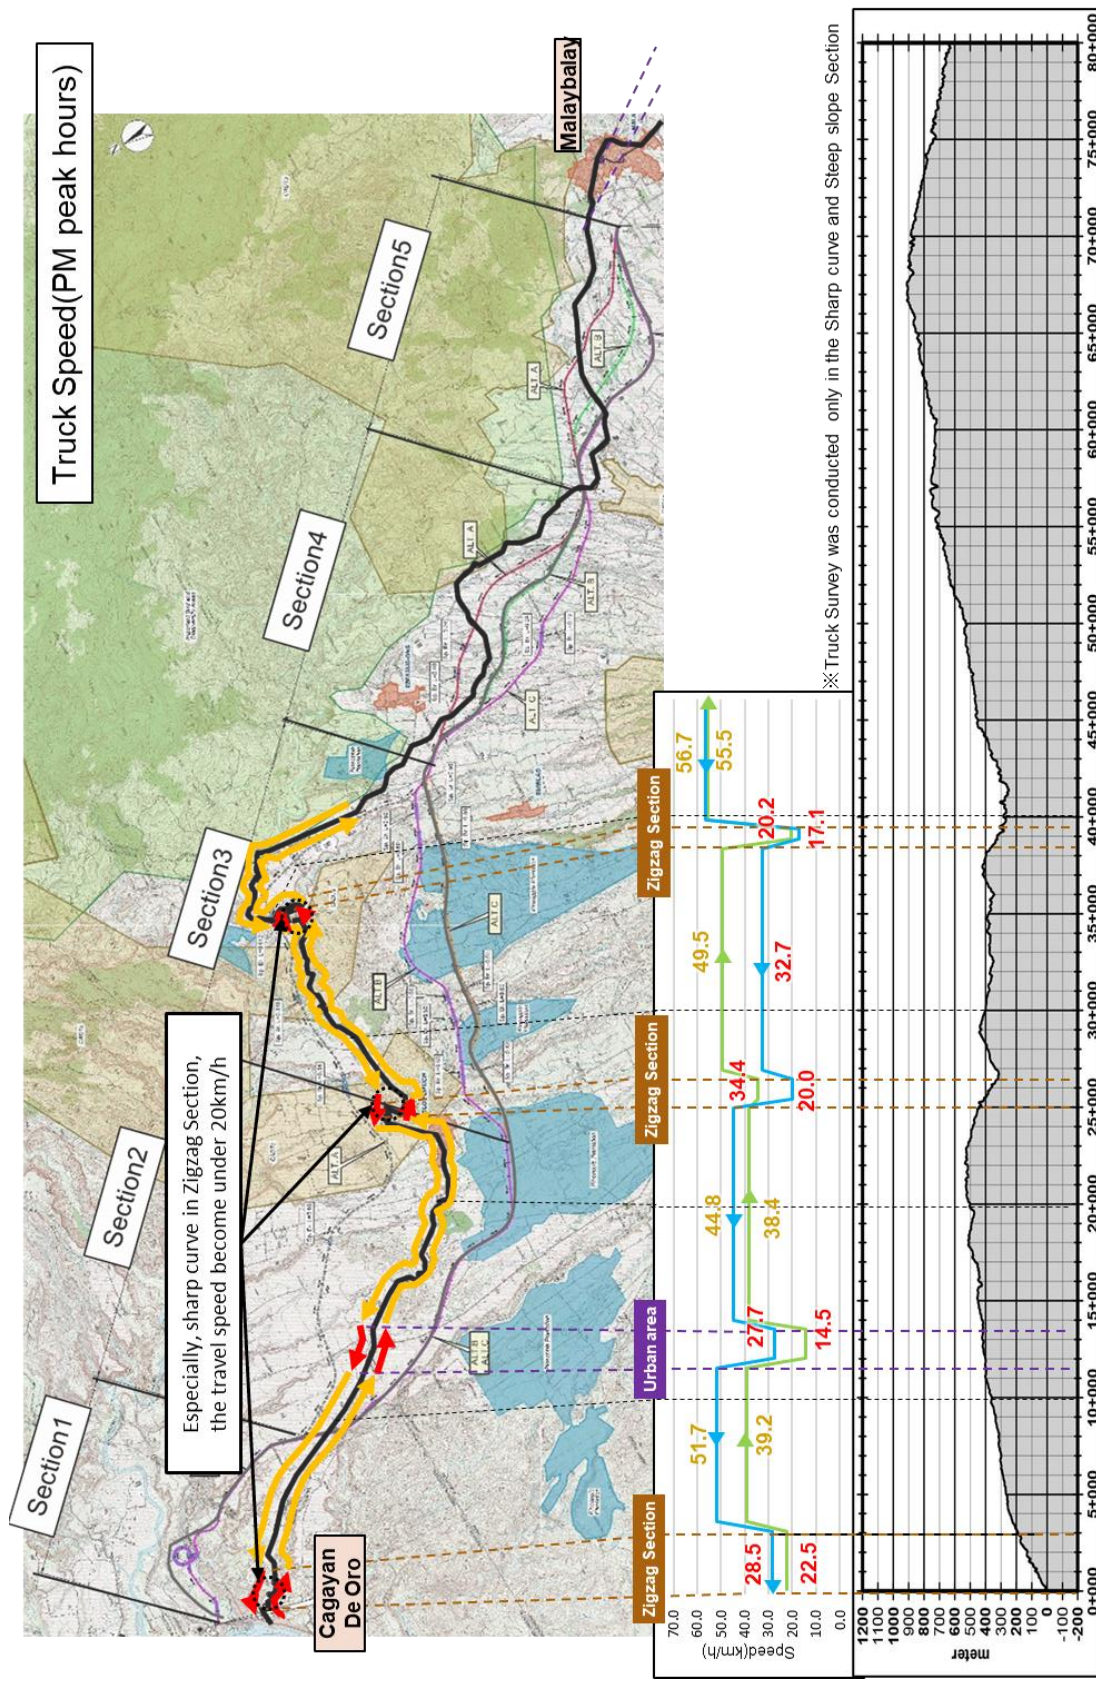 Truck Speed(PM peak hours)
Section1
Section2
Section3
Section4
Section5
Especially, sharp curve in Zigzag Section,
the travel speed become under 20km/h
Cagayan
De Oro
Malaybalay
ALT. A
ALT.B
ALT.C
ALT.B
ALT.C
ALT. A
ALT. B
ALT. C
ALT. A
ALT. B
Zigzag Section
Urban area
Zigzag Section
Zigzag Section
70.0
60.0
50.0
40.0
30.0
20.0
10.0
0.0
Speed(km/h)
28.5
22.5
51.7
39.2
27.7
14.5
44.8
38.4
34.4
20.0
49.5
32.7
20.2
17.1
56.7
55.5
※Truck Survey was conducted only in the Sharp curve and Steep slope Section
1200
1100
1000
900
800
700
600
500
400
300
200
100
0
-100
-200
meter
0+000
5+000
10+000
15+000
20+000
25+000
30+000
35+000
40+000
45+000
50+000
55+000
60+000
65+000
70+000
75+000
80+000